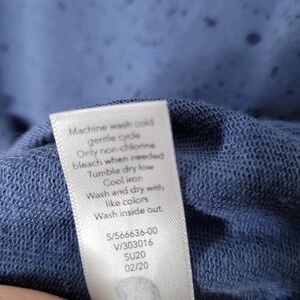 Machine wash cold
gentle cycle
Only non-chlorine
bleach when needed
Tumble dry low
Cool iron
Wash and dry with
like colors
Wash inside out.
S/566636-00
V/303016
SU20
02/20